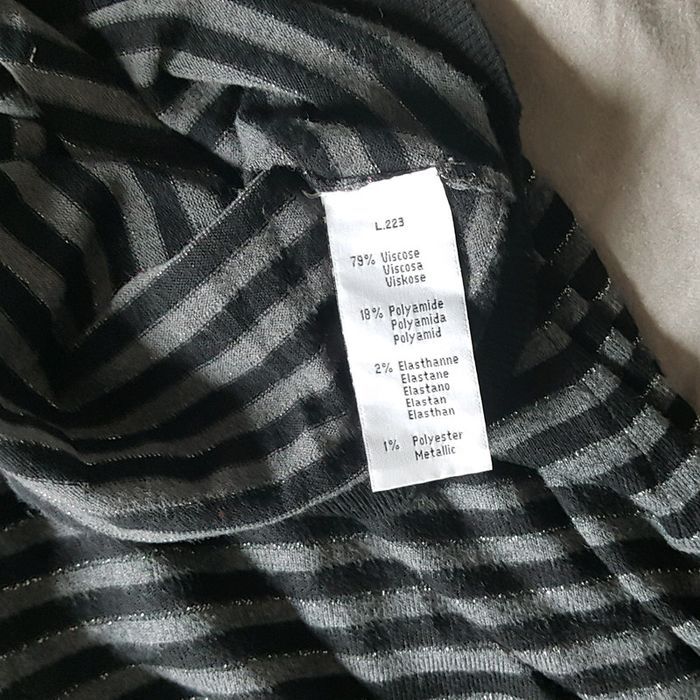 L.223
79% Viscose
Viscosa
Viskose
18% Polyamide
Polyamida
Polyamid
2% Elasthanne
Elastane
Elastano
Elastan
Elasthan
1% Polyester
Metallic